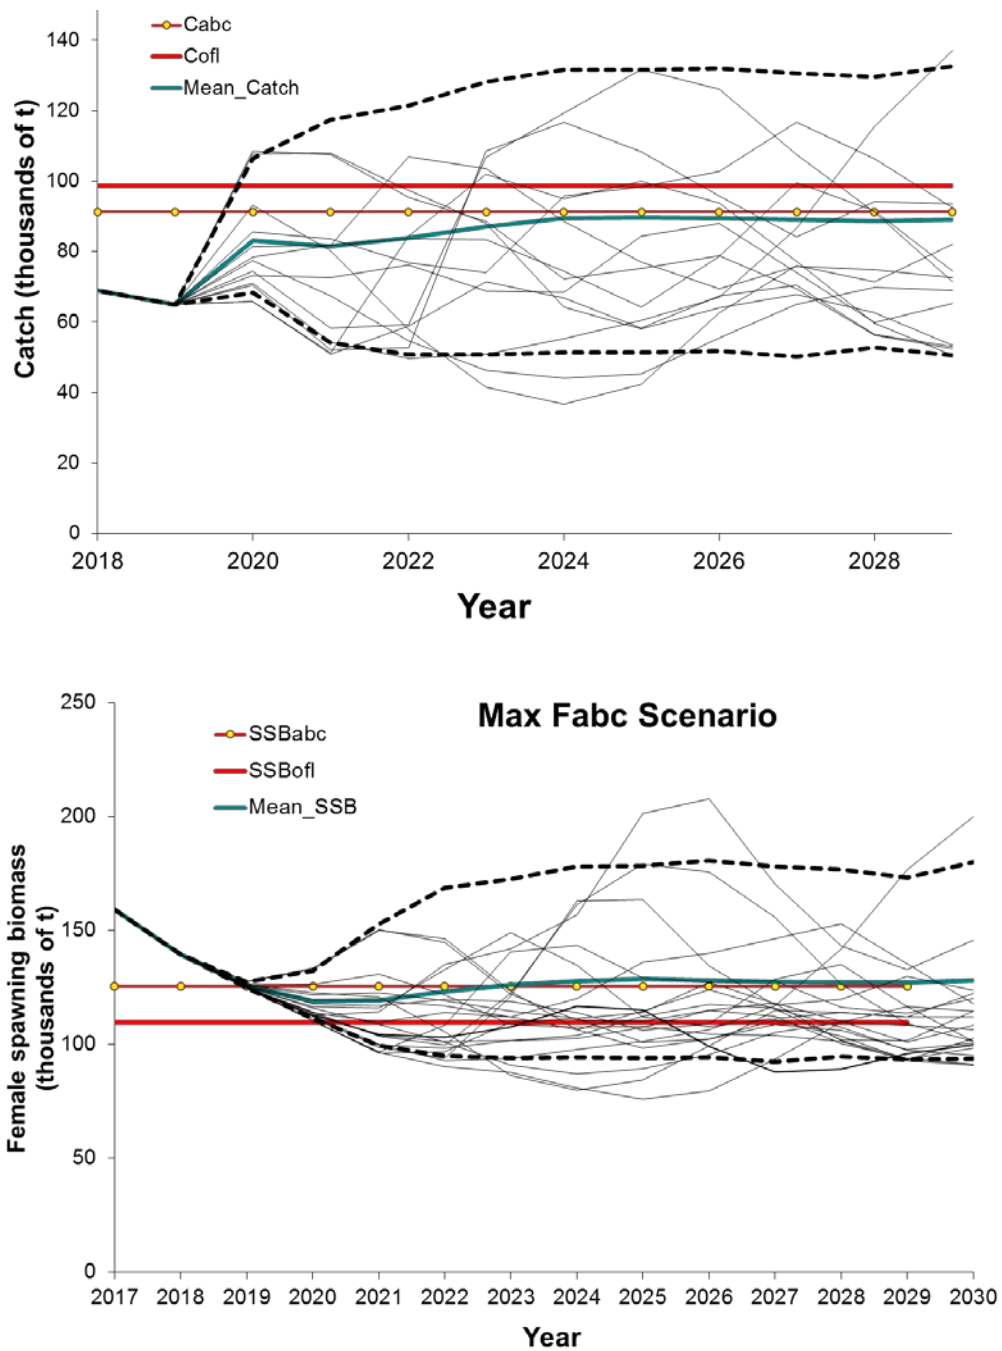 140
120
100
80
60
40
20
0
Catch (thousands of t)
Cabc
Cofl
Mean_Catch
2018 2020 2022 2024 2026 2028
Year
Max Fabc Scenario
250
200
150
100
50
0
Female spawning biomass
(thousands of t)
SSBabc
SSBofl
Mean_SSB
2017 2018 2019 2020 2021 2022 2023 2024 2025 2026 2027 2028 2029 2030
Year